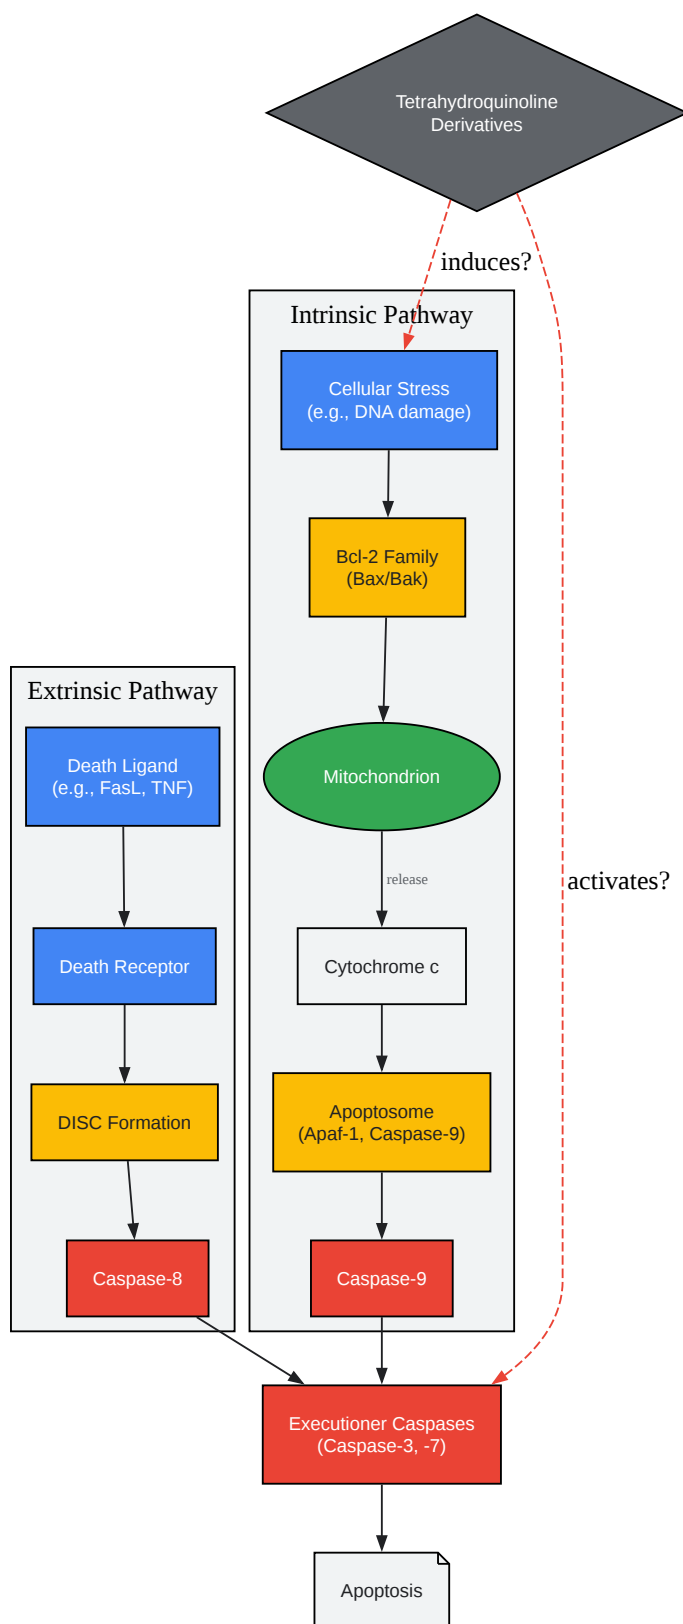 Tetrahydroquinoline
Derivatives
induces?
Intrinsic Pathway
Cellular Stress
(e.g., DNA damage)
Bcl-2 Family
(Bax/Bak)
Mitochondrion
release
Cytochrome c
Apoptosome
(Apaf-1, Caspase-9)
Caspase-9
Extrinsic Pathway
Death Ligand
(e.g., FasL, TNF)
Death Receptor
DISC Formation
Caspase-8
activates?
Executioner Caspases
(Caspase-3, -7)
Apoptosis